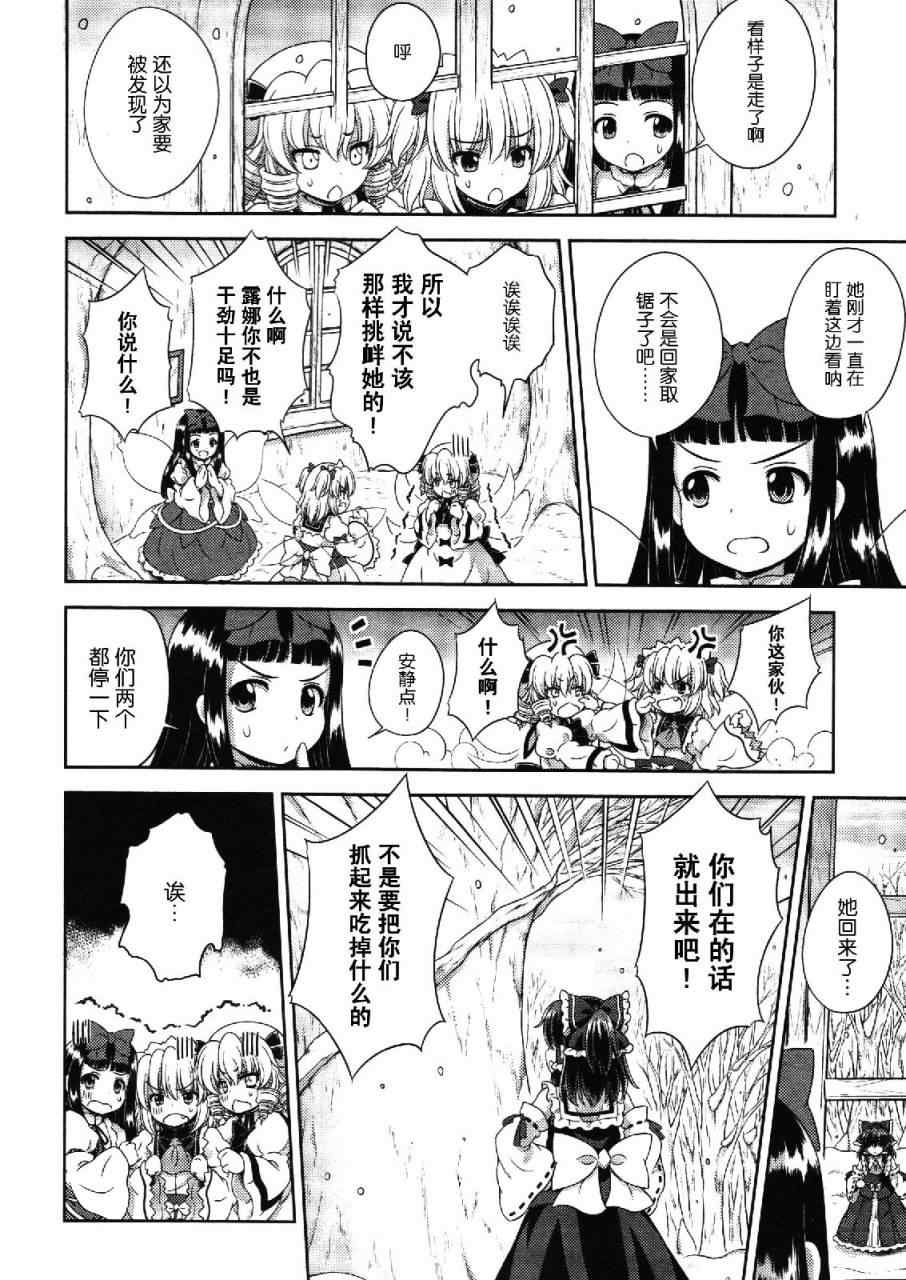 看样子是走了啊
呼
还以为家要
被发现了
她刚才一直在
盯着这边看呐
不会是回家取
锯子了吧……
诶诶诶诶
所以
我才说不该
那样挑衅她的！
什么啊
露娜你不也是
干劲十足吗！
你说什么！
你这家伙
什么啊！
安静点！
你们两个
都停一下
她回来了…
你们在的话
就出来吧！
不是要把你们
抓起来吃掉什么的
诶…